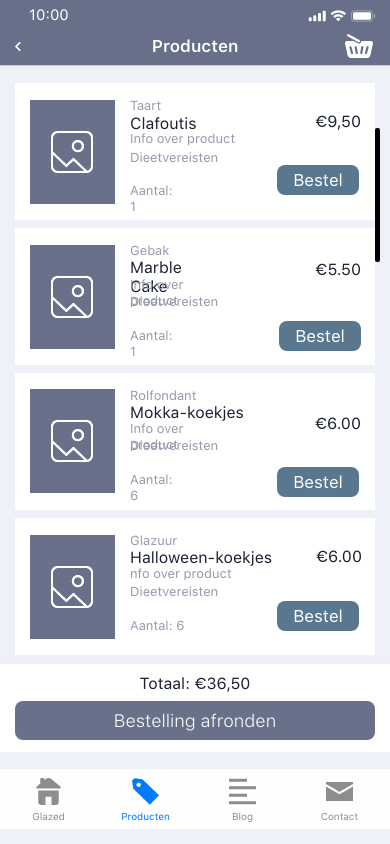 10:00
Producten
Taart
Clafoutis
€9,50
Info over product
Dieetvereisten
Bestel
Aantal:
1
Gebak
Marble
Cake
€5.50
Info over
product
Dieetvereisten
Bestel
Aantal:
1
Rolfondant
Mokka-koekjes
€6.00
Info over
product
Dieetvereisten
Bestel
Aantal:
6
Glazuur
Halloween-koekjes
€6.00
nfo over product
Dieetvereisten
Bestel
Aantal: 6
Totaal: €36,50
Bestelling afronden
Glazed
Producten
Blog
Contact